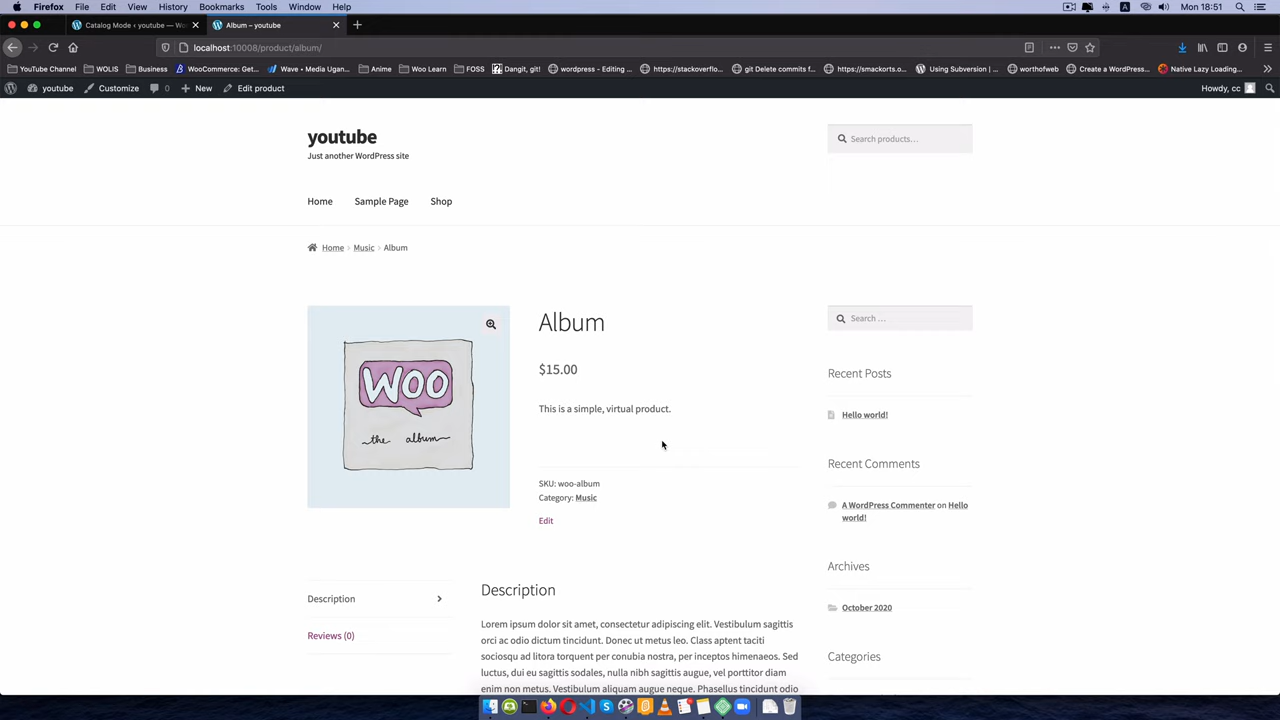 Firefox File Edit View History Bookmarks Tools Window Help
Mon 18:51
Catalog Mode ‹ youtube — Wo
Album – youtube
localhost:10008/product/album/
YouTube Channel WOLIS Business WooCommerce: Get... Wave • Media Ugan... Anime Woo Learn FOSS Dangit, git! wordpress - Editing ... https://stackoverflo... git Delete commits f... https://smackorts.o... Using Subversion |... worthofweb Create a WordPress... Native Lazy Loading...
youtube Customize 0 New Edit product
Howdy, cc
youtube
Just another WordPress site
Search products…
Home Sample Page Shop
Home Music Album
WOO
~the album~
Album
$15.00
This is a simple, virtual product.
SKU: woo-album
Category: Music
Edit
Search …
Recent Posts
Hello world!
Recent Comments
A WordPress Commenter on Hello
world!
Archives
October 2020
Categories
Description
Reviews (0)
Description
Lorem ipsum dolor sit amet, consectetur adipiscing elit. Vestibulum sagittis
orci ac odio dictum tincidunt. Donec ut metus leo. Class aptent taciti
sociosqu ad litora torquent per conubia nostra, per inceptos himenaeos. Sed
luctus, dui eu sagittis sodales, nulla nibh sagittis augue, vel porttitor diam
enim non metus. Vestibulum aliquam augue neque. Phasellus tincidunt odio